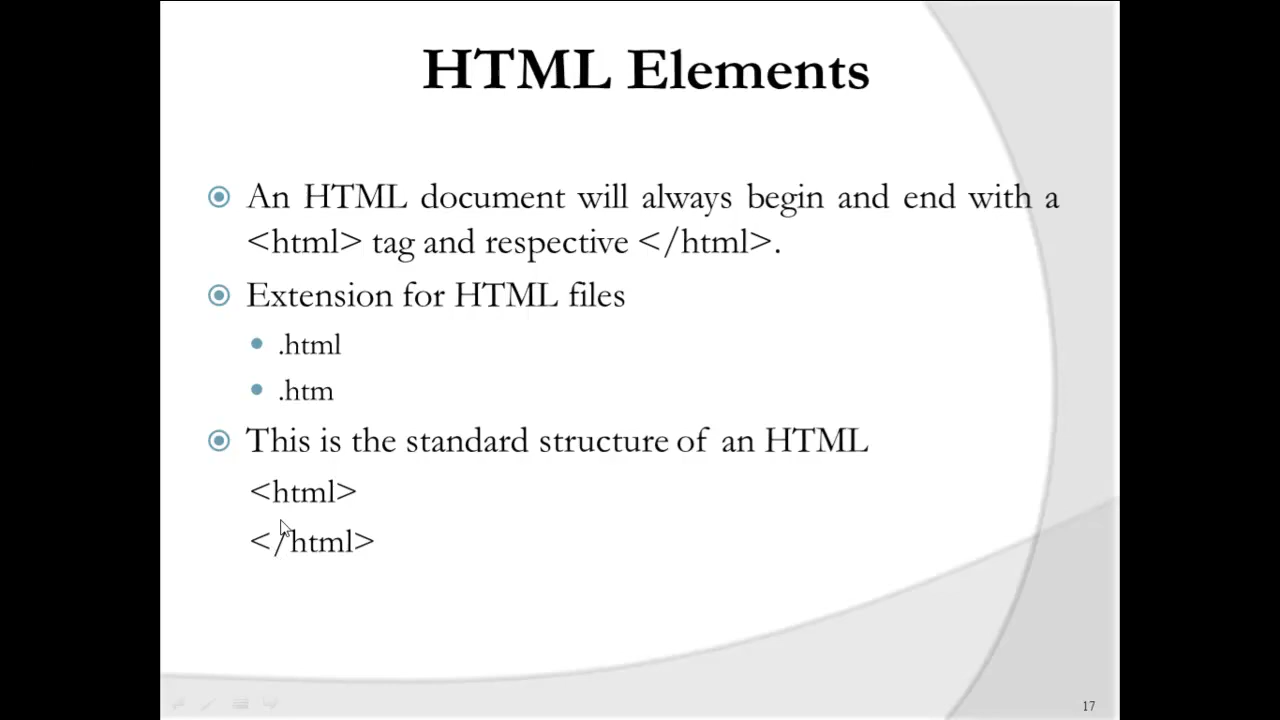 HTML Elements
An HTML document will always begin and end with a
<html> tag and respective </html>.
Extension for HTML files
.html
.htm
This is the standard structure of an HTML
<html>
</html>
17